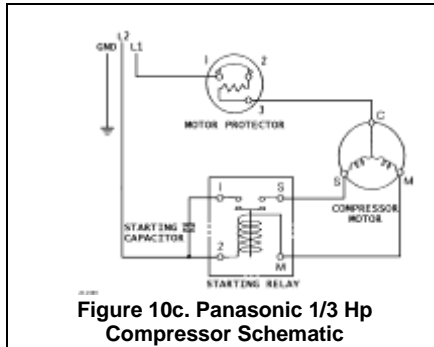 L2
GND L1
1 2
3
MOTOR PROTECTOR
C
S M
COMPRESSOR
MOTOR
1 S
STARTING
CAPACITOR
2
M
STARTING RELAY
Figure 10c. Panasonic 1/3 Hp
Compressor Schematic